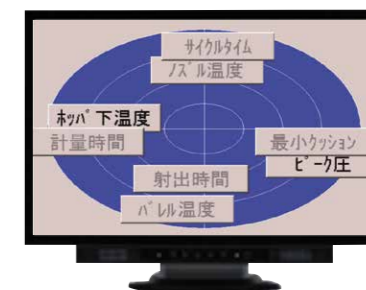 サイクルタイム
ノズル温度
ホッパ下温度
計量時間
最小クッション
ピーク圧
射出時間
バレル温度